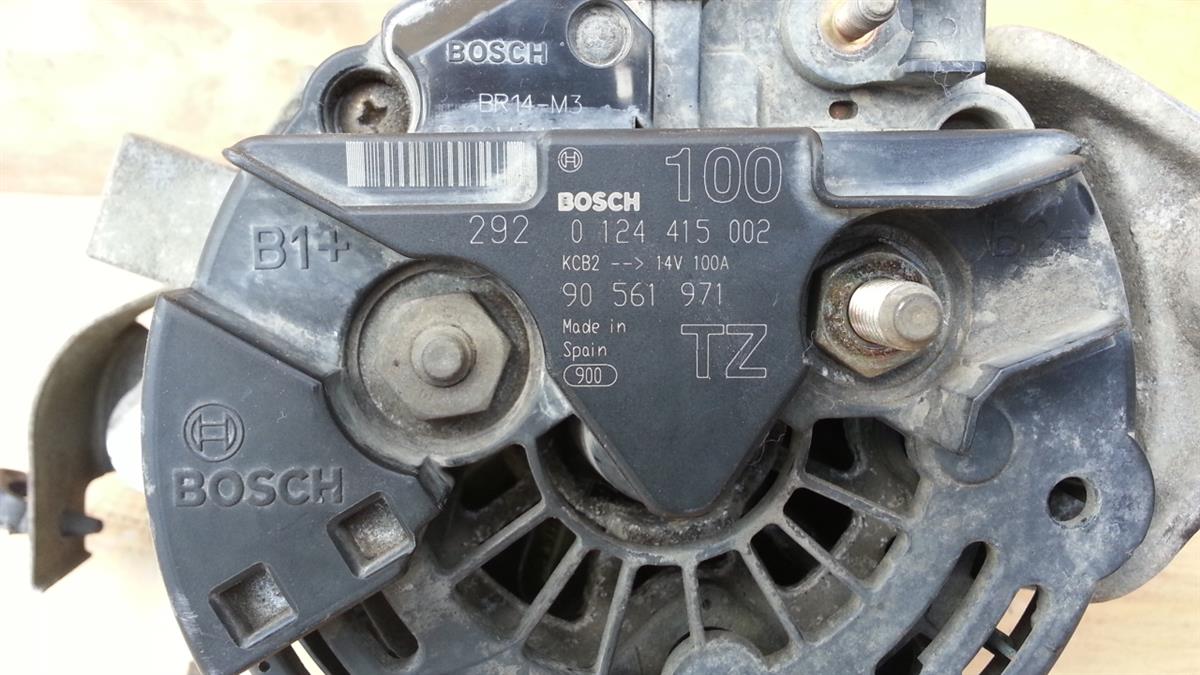 BOSCH
BR14-M3
100
BOSCH
292 0 124 415 002
B1+
KCB2 --> 14V 100A
90 561 971
Made in
Spain
TZ
900
BOSCH